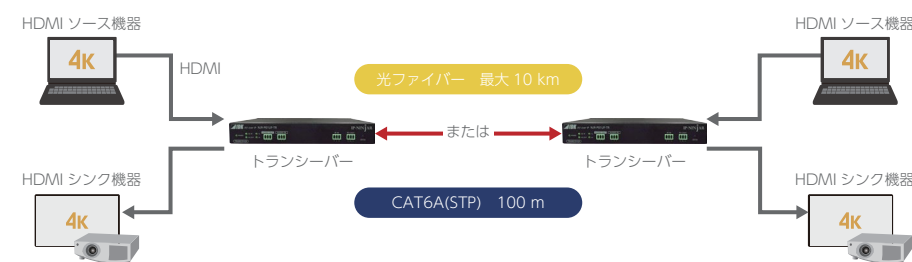 HDMI ソース機器
HDMI ソース機器
4K
4K
HDMI
光ファイバー 最大 10 km
または
トランシーバー
トランシーバー
HDMI シンク機器
HDMI シンク機器
CAT6A(STP) 100 m
4K
4K